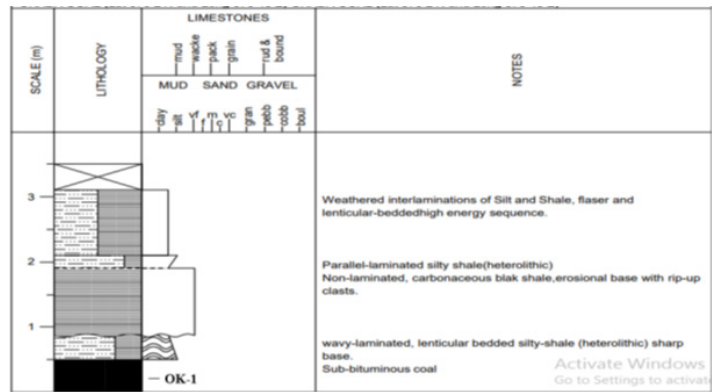 LIMESTONES
mud
wacke
pack
grain
rud &
bound
MUD SAND GRAVEL
clay
silt
vf
f
m
c
vc
gran
pebb
cobb
boul
SCALE (m)
LITHOLOGY
NOTES
3
Weathered interlaminations of Silt and Shale, flaser and
lenticular-beddedhigh energy sequence.
2
Parallel-laminated silty shale(heterolithic)
Non-laminated, carbonaceous blak shale,erosional base with rip-up
clasts.
1
wavy-laminated, lenticular bedded silty-shale (heterolithic) sharp
base.
Sub-bituminous coal
OK-1
Activate Windows
Go to Settings to activate